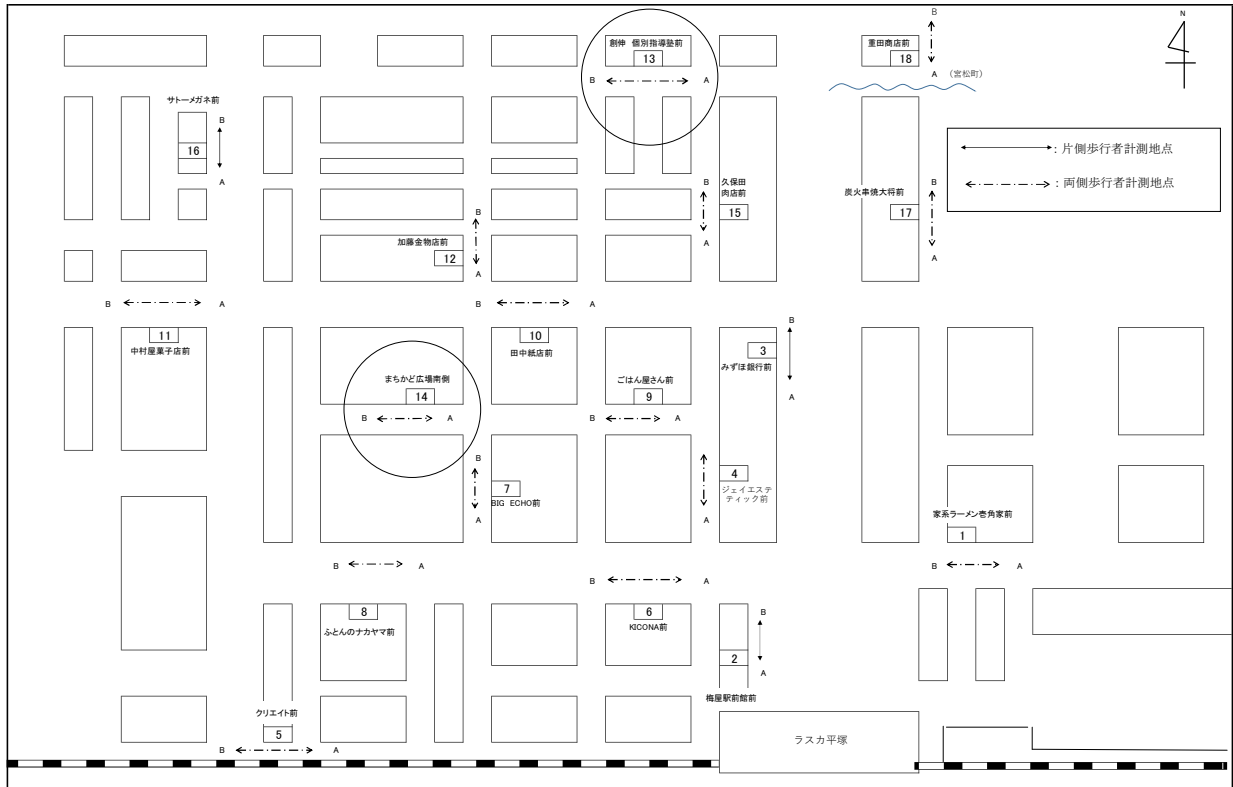 B
重田商店前
18
A （宮松町）
N
創伸 個別指導塾前
13
B A
サトーメガネ前
B
16
A
: 片側歩行者計測地点
: 両側歩行者計測地点
久保田
肉店前
B
15
A
炭火串焼大将前
B
17
A
加藤金物店前
B
12
A
B A
11
中村屋菓子店前
B A
10
田中紙店前
B
3
みずほ銀行前
A
まちかど広場南側
14
B A
ごはん屋さん前
9
B A
B
7
BIG ECHO前
A
4
ジェイエステ
ティック前
家系ラーメン壱角家前
1
B A
B A
8
ふとんのナカヤマ前
B A
6
KICONA前
B
2
A
梅屋駅前館前
クリエイト前
5
B A
ラスカ平塚